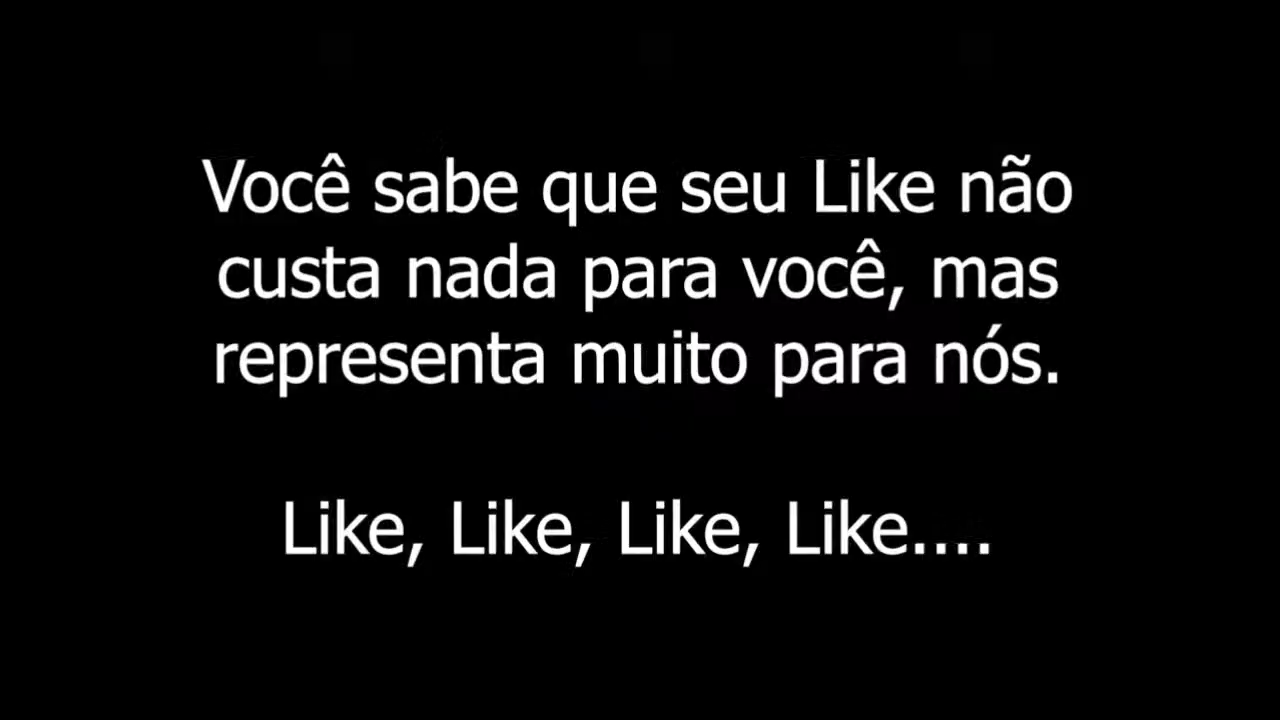 Você sabe que seu Like não
custa nada para você, mas
representa muito para nós.
Like, Like, Like, Like....